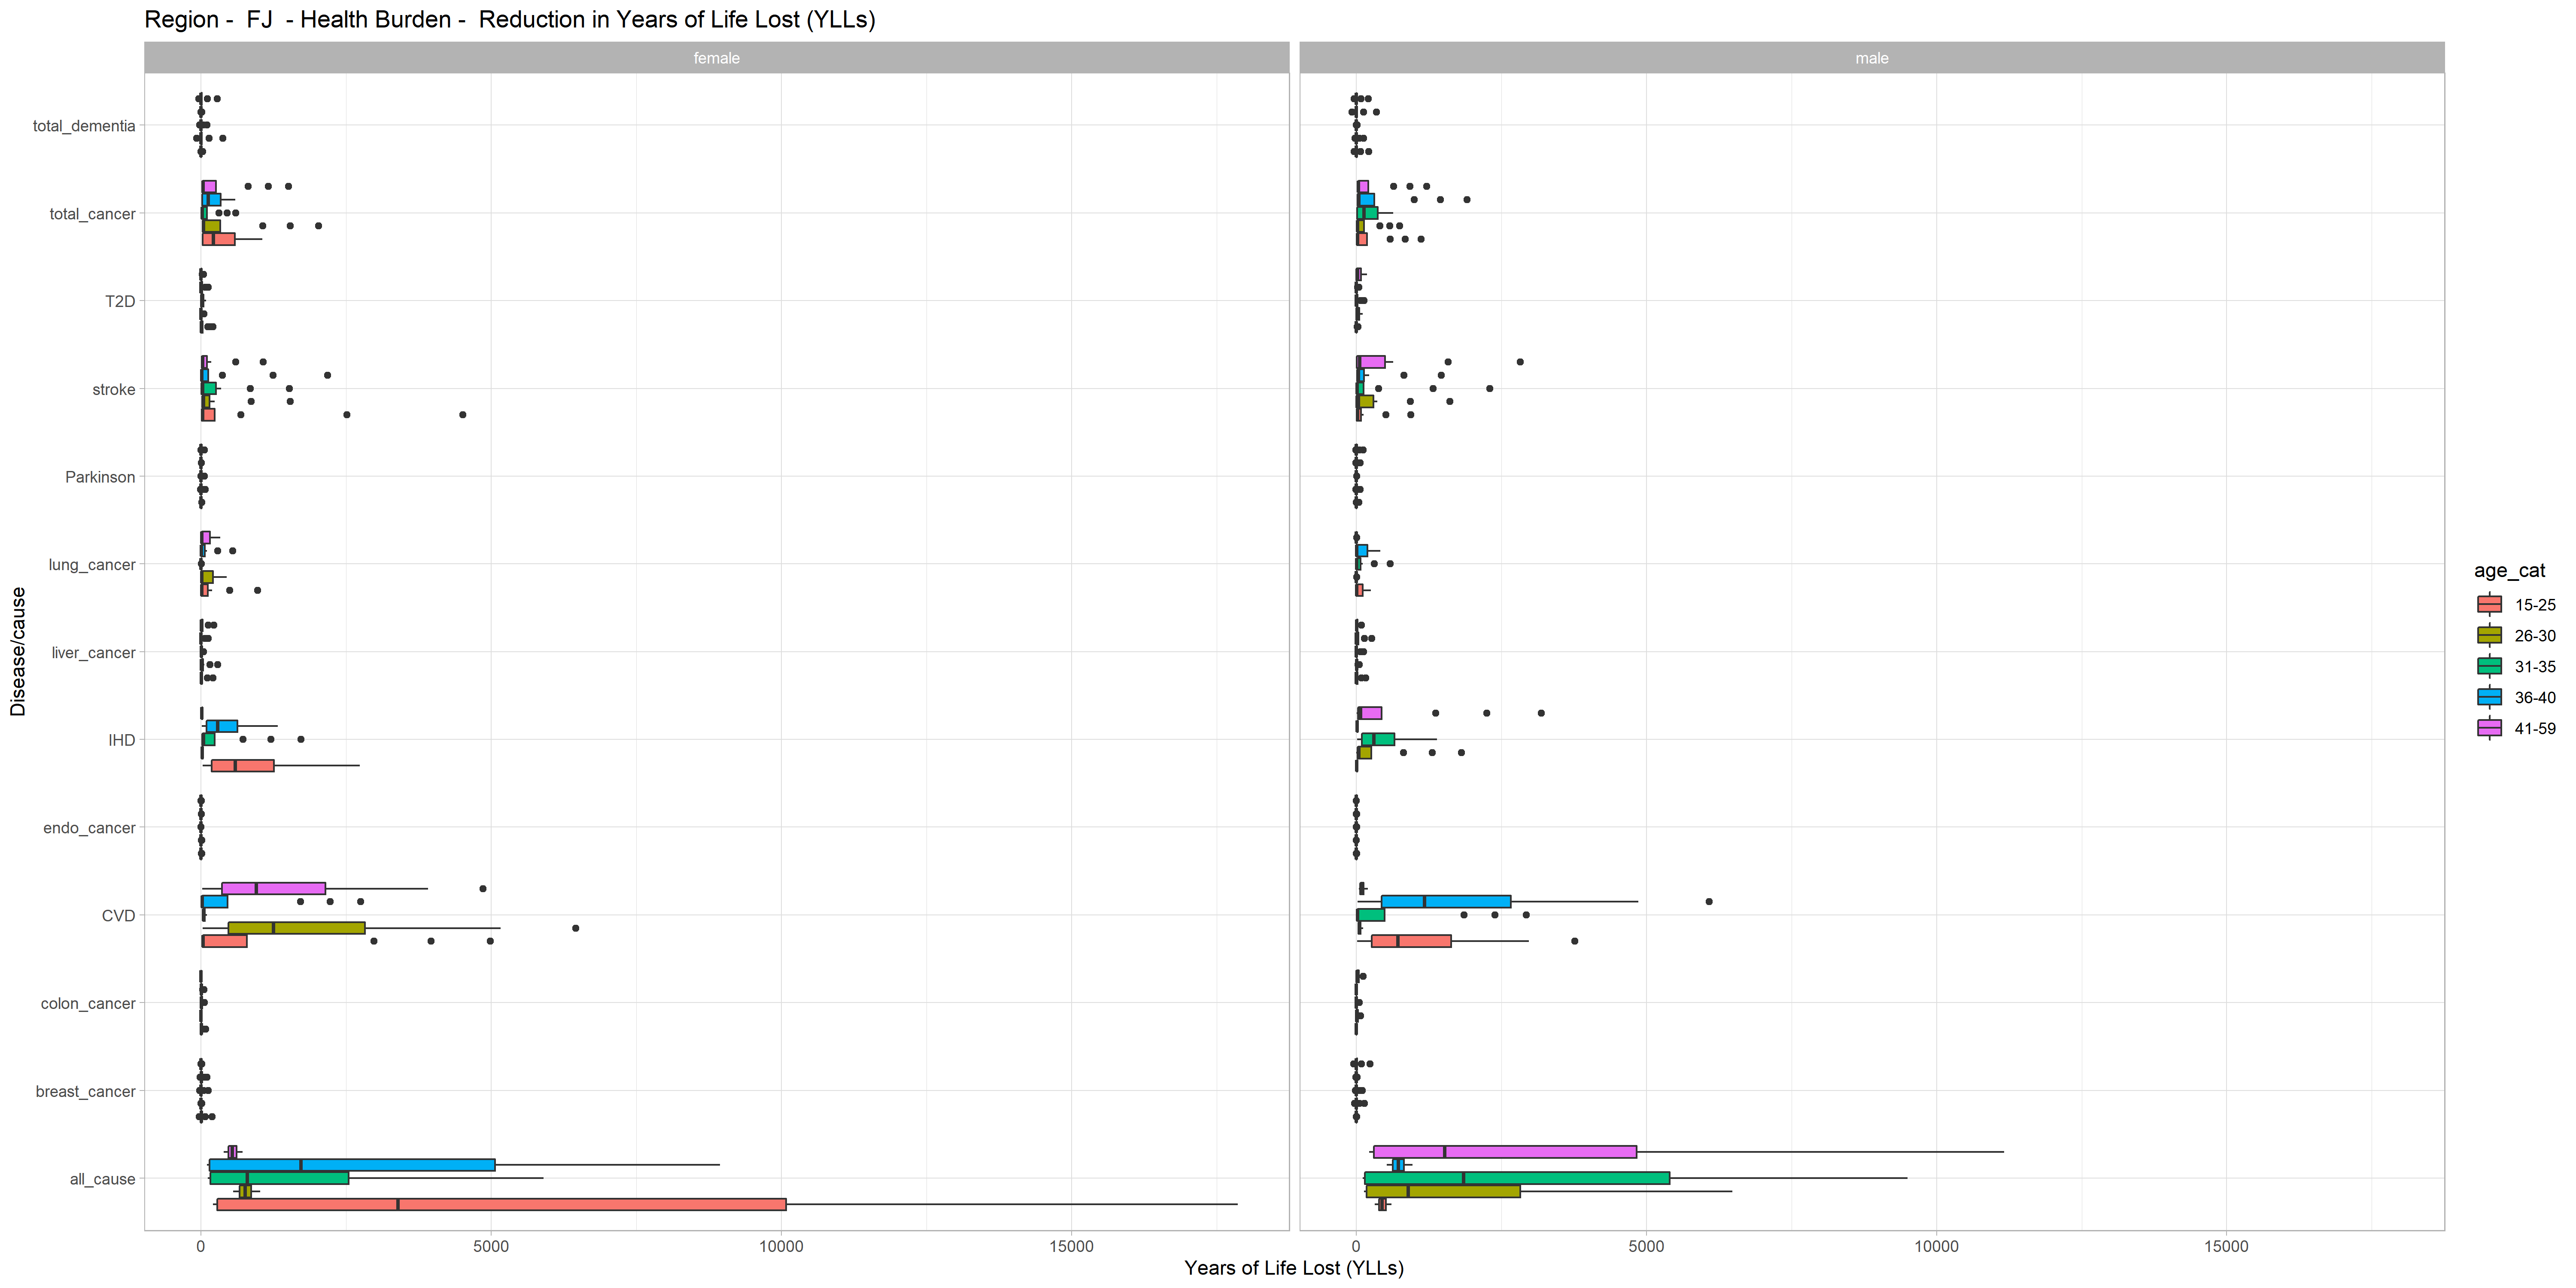 Region -  FJ  - Health Burden -  Reduction in Years of Life Lost (YLLs)
female
male
Disease/cause
total_dementia
total_cancer
T2D
stroke
Parkinson
lung_cancer
liver_cancer
IHD
endo_cancer
CVD
colon_cancer
breast_cancer
all_cause
0 5000 10000 15000
0 5000 10000 15000
Years of Life Lost (YLLs)
age_cat
15-25
26-30
31-35
36-40
41-59